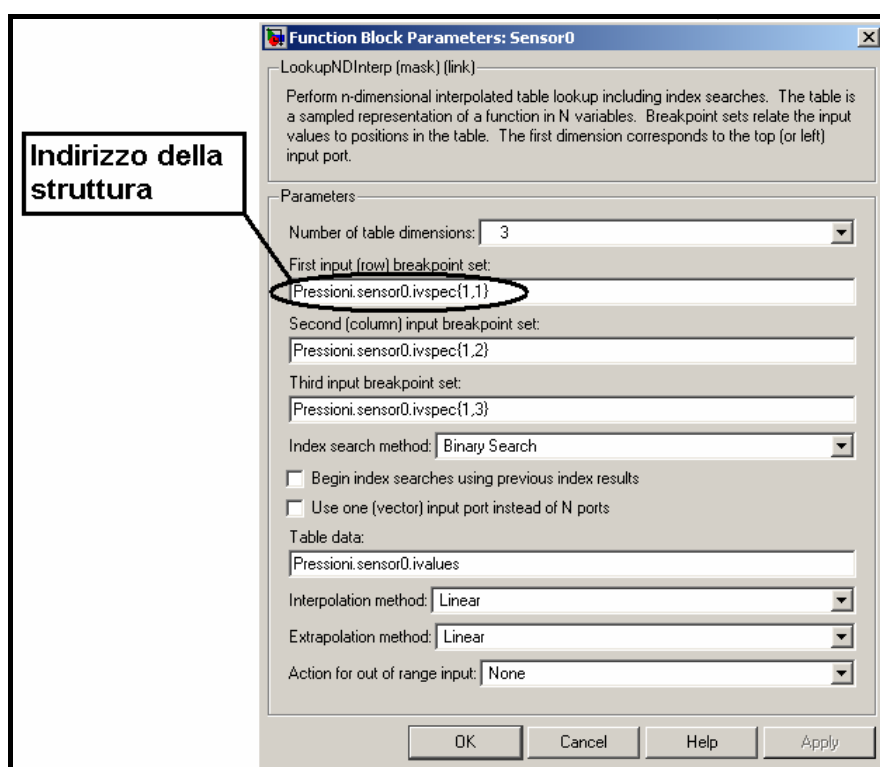 Function Block Parameters: Sensor0
LookupNDInterp (mask) (link)
Perform n-dimensional interpolated table lookup including index searches. The table is
a sampled representation of a function in N variables. Breakpoint sets relate the input
values to positions in the table. The first dimension corresponds to the top (or left)
input port.
Indirizzo della
struttura
Parameters
Number of table dimensions: 3
First input (row) breakpoint set:
Pressioni.sensor0.ivspec{1,1}
Second (column) input breakpoint set:
Pressioni.sensor0.ivspec{1,2}
Third input breakpoint set:
Pressioni.sensor0.ivspec{1,3}
Index search method: Binary Search
Begin index searches using previous index results
Use one (vector) input port instead of N ports
Table data:
Pressioni.sensor0.ivalues
Interpolation method: Linear
Extrapolation method: Linear
Action for out of range input: None
OK Cancel Help Apply